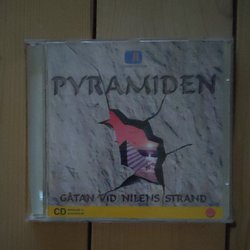 PYRAMIDEN
GÅTAN VID NILENS STRAND
CD